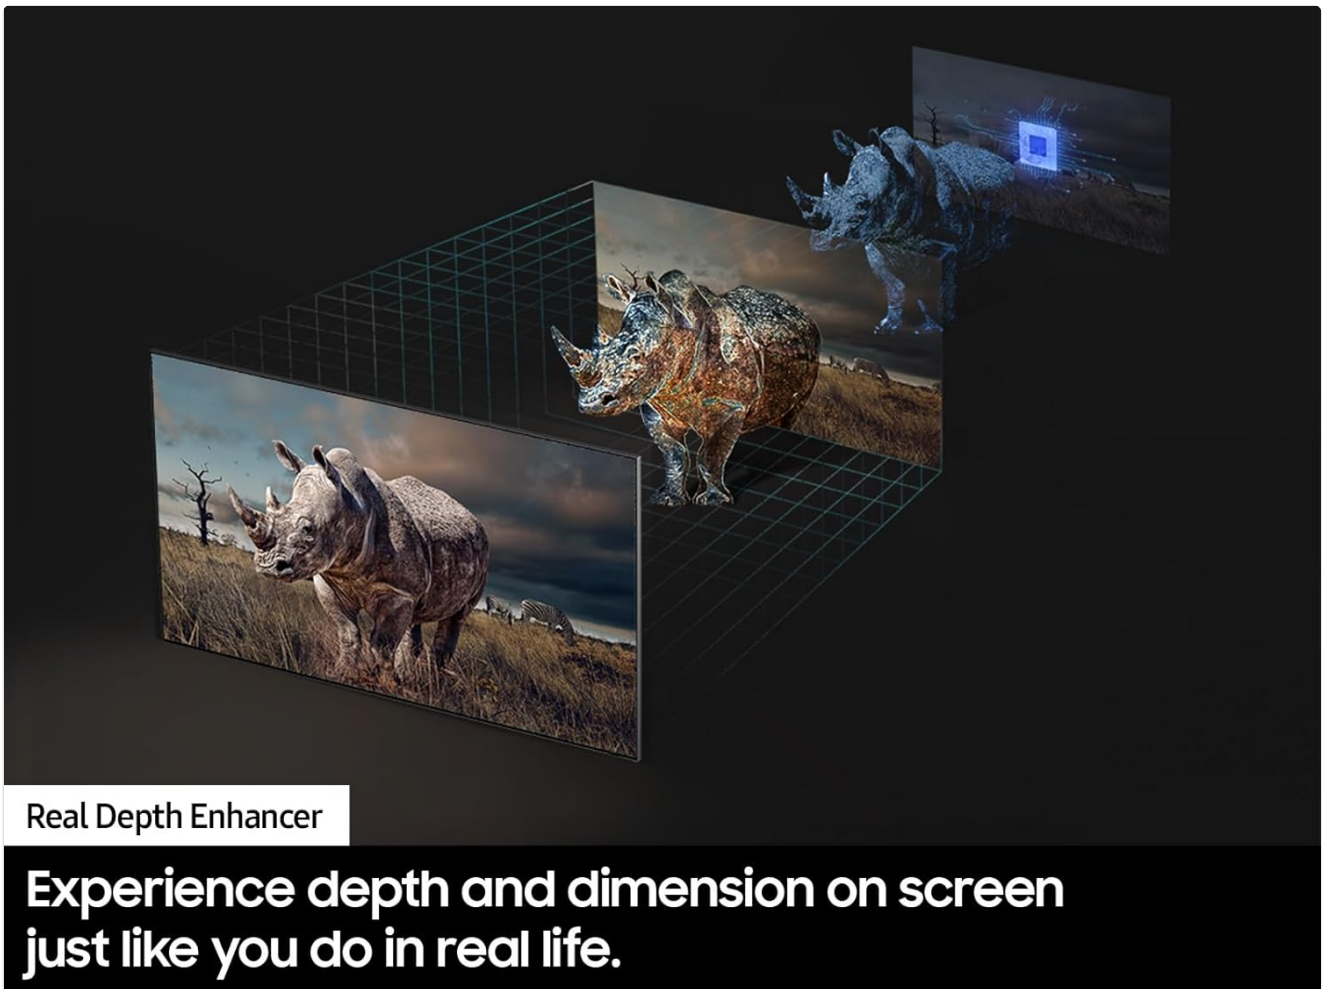 Real Depth Enhancer
Experience depth and dimension on screen
just like you do in real life.